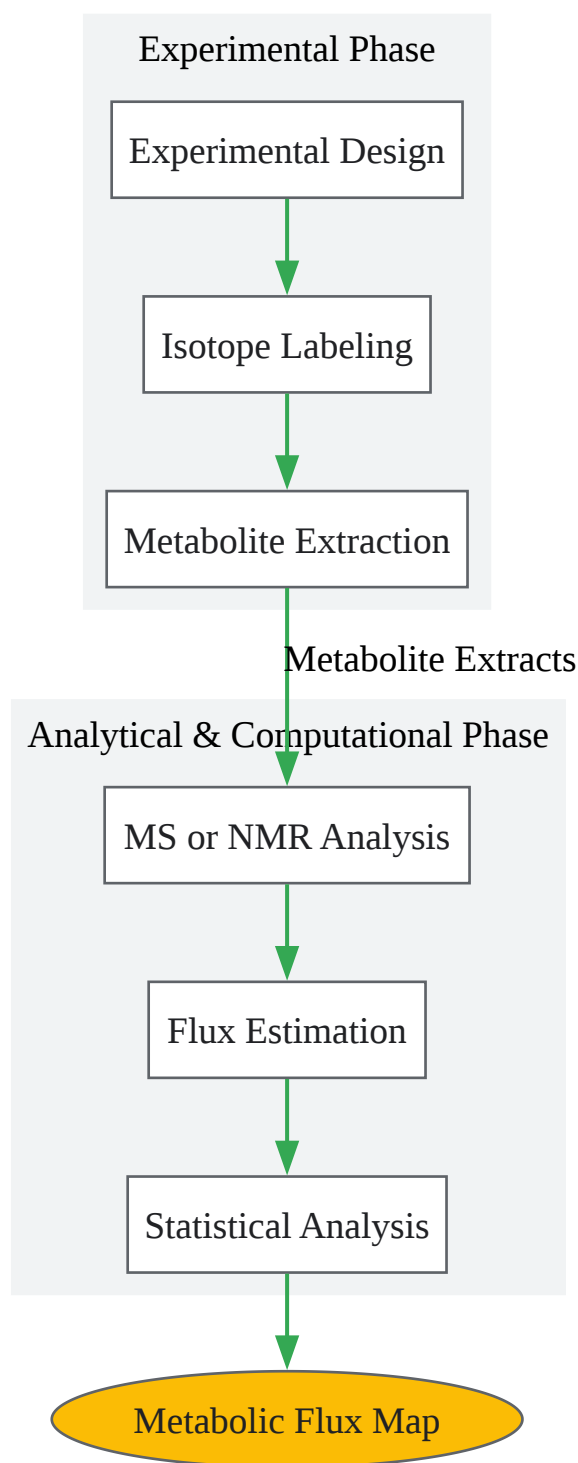 Experimental Phase
Experimental Design
Isotope Labeling
Metabolite Extraction
Metabolite Extracts
Analytical & Computational Phase
MS or NMR Analysis
Flux Estimation
Statistical Analysis
Metabolic Flux Map